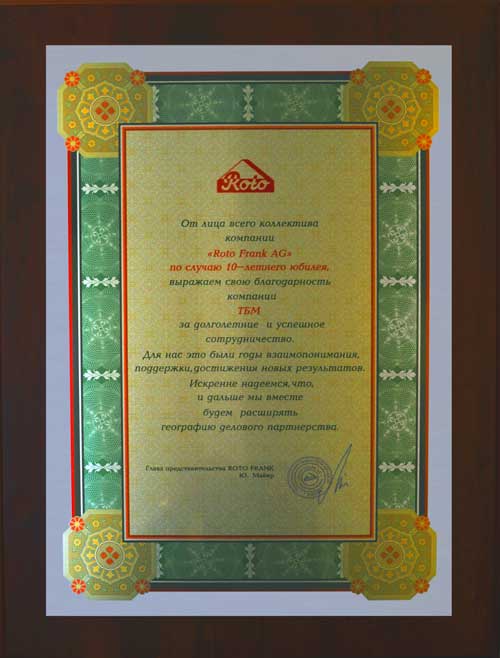 Roto
От лица всего коллектива
компании
«Roto Frank AG»
по случаю 10-летнего юбилея,
выражаем свою благодарность
компании
ТБМ
за долголетние и успешное
сотрудничество.
Для нас это были годы взаимопонимания,
поддержки,достижения новых результатов.
Искренне надеемся,что,
и дальше мы вместе
будем расширять
географию делового партнерства.
Глава представительства ROTO FRANK
Ю. Майер